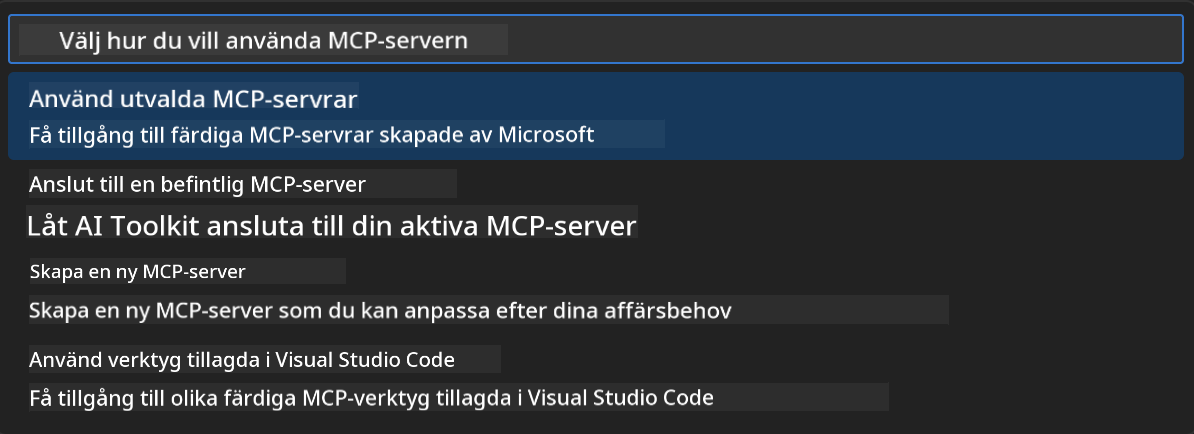 Välj hur du vill använda MCP-servern
Använd utvalda MCP-servrar
Få tillgång till färdiga MCP-servrar skapade av Microsoft
Anslut till en befintlig MCP-server
Låt AI Toolkit ansluta till din aktiva MCP-server
Skapa en ny MCP-server
Skapa en ny MCP-server som du kan anpassa efter dina affärsbehov
Använd verktyg tillagda i Visual Studio Code
Få tillgång till olika färdiga MCP-verktyg tillagda i Visual Studio Code